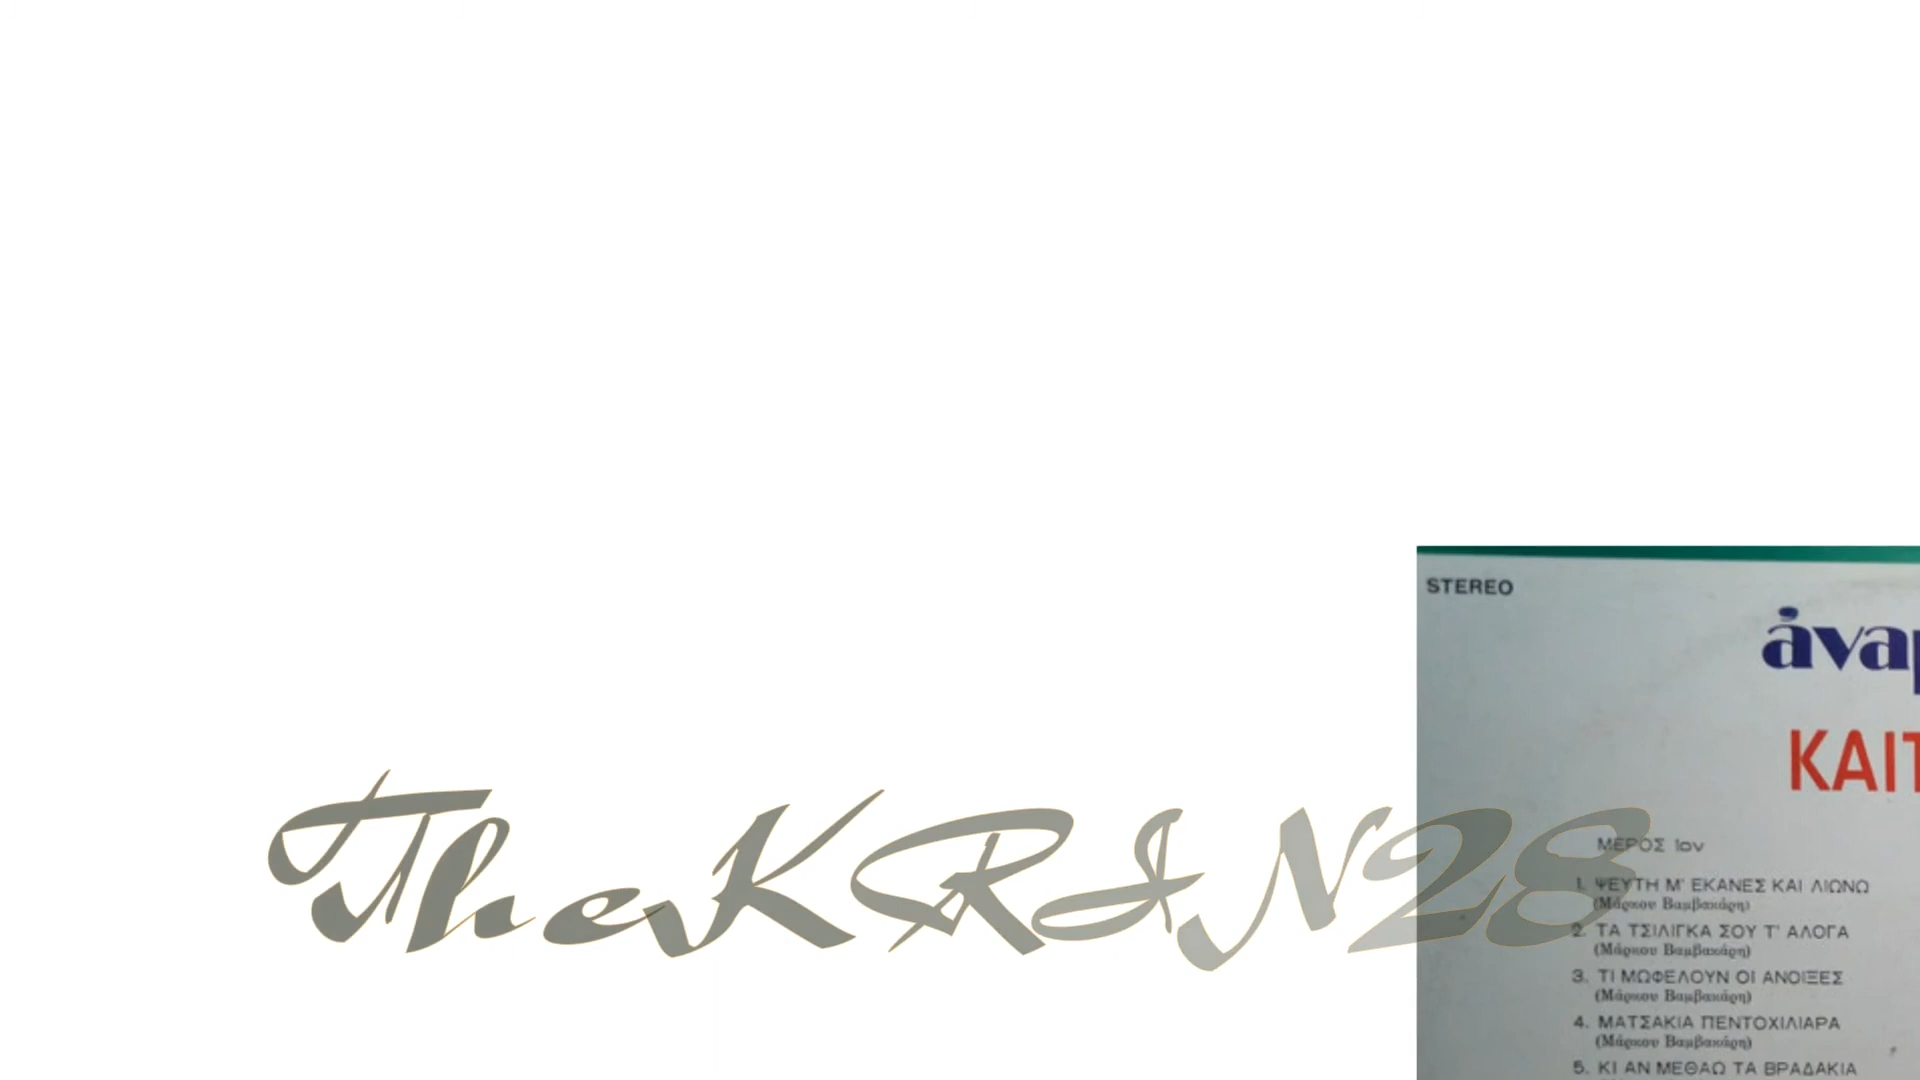 STEREO
ἀναμ
ΚΑΙΤ
TheKRIN28
ΜΕΡΟΣ 1ον
1. ΨΕΥΤΗ Μ' ΕΚΑΝΕΣ ΚΑΙ ΛΙΩΝΩ
(Μάρκου Βαμβακάρη)
2. ΤΑ ΤΣΙΛΙΓΚΑ ΣΟΥ Τ' ΑΛΟΓΑ
(Μάρκου Βαμβακάρη)
3. ΤΙ ΜΩΦΕΛΟΥΝ ΟΙ ΑΝΟΙΞΕΣ
(Μάρκου Βαμβακάρη)
4. ΜΑΤΣΑΚΙΑ ΠΕΝΤΟΧΙΛΙΑΡΑ
(Μάρκου Βαμβακάρη)
5. ΚΙ ΑΝ ΜΕΘΑΩ ΤΑ ΒΡΑΔΑΚΙΑ